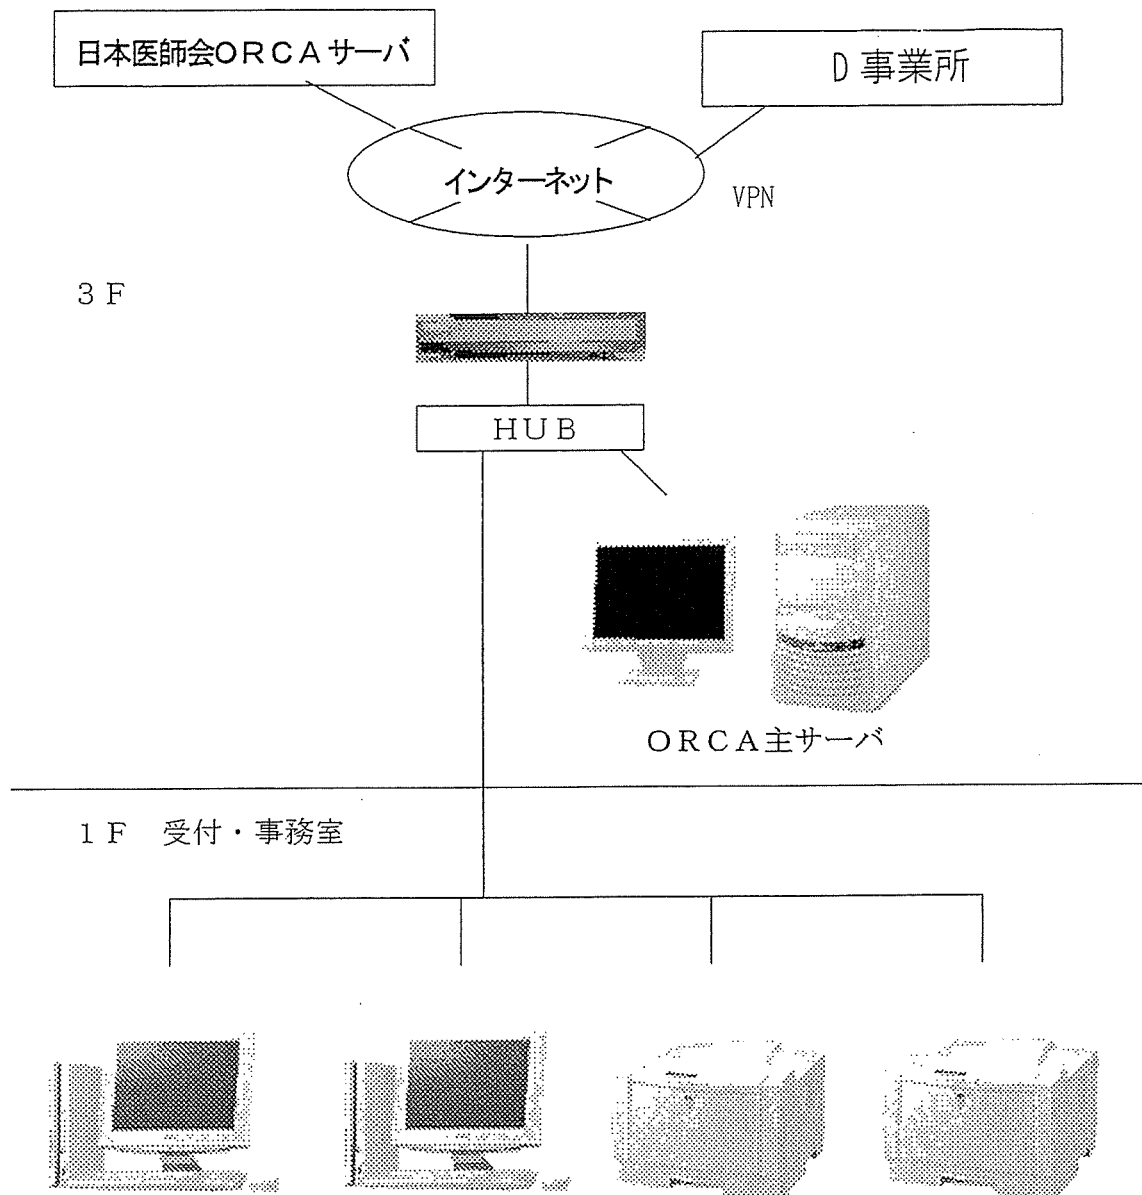 日本医師会ORCAサーバ
D事業所
インターネット
VPN
3F
HUB
ORCA主サーバ
1F 受付・事務室